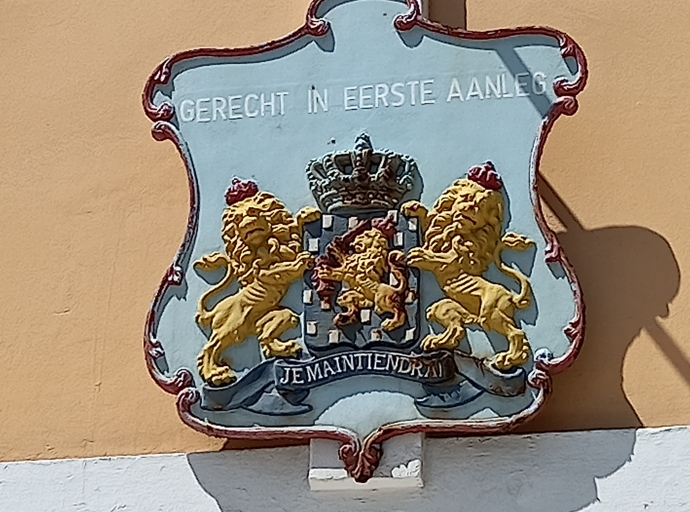 GERECHT IN EERSTE AANLEG
JE MAINTIENDRAI